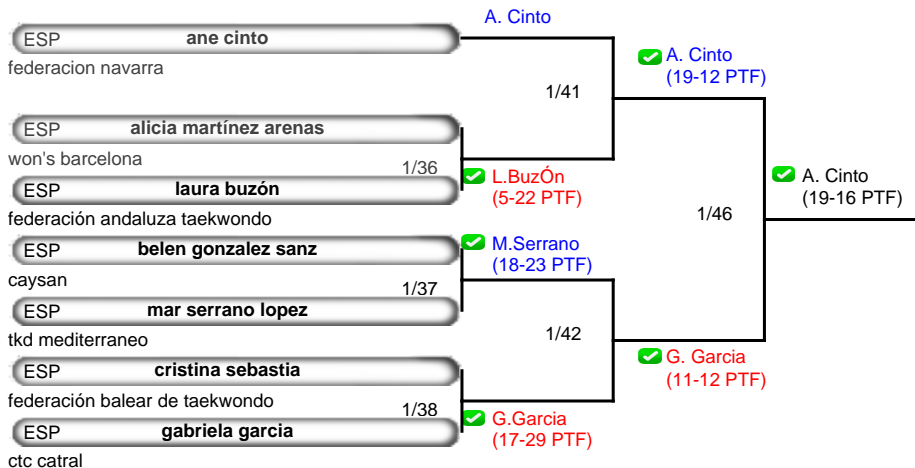 A. Cinto
ESP ane cinto
federacion navarra
A. Cinto
(19-12 PTF)
1/41
ESP alicia martínez arenas
won's barcelona
1/36
L.BuzÓn
(5-22 PTF)
ESP laura buzón
federación andaluza taekwondo
A. Cinto
(19-16 PTF)
1/46
ESP belen gonzalez sanz
caysan
1/37
M.Serrano
(18-23 PTF)
ESP mar serrano lopez
tkd mediterraneo
1/42
G. Garcia
(11-12 PTF)
ESP cristina sebastia
federación balear de taekwondo
1/38
G.Garcia
(17-29 PTF)
ESP gabriela garcia
ctc catral